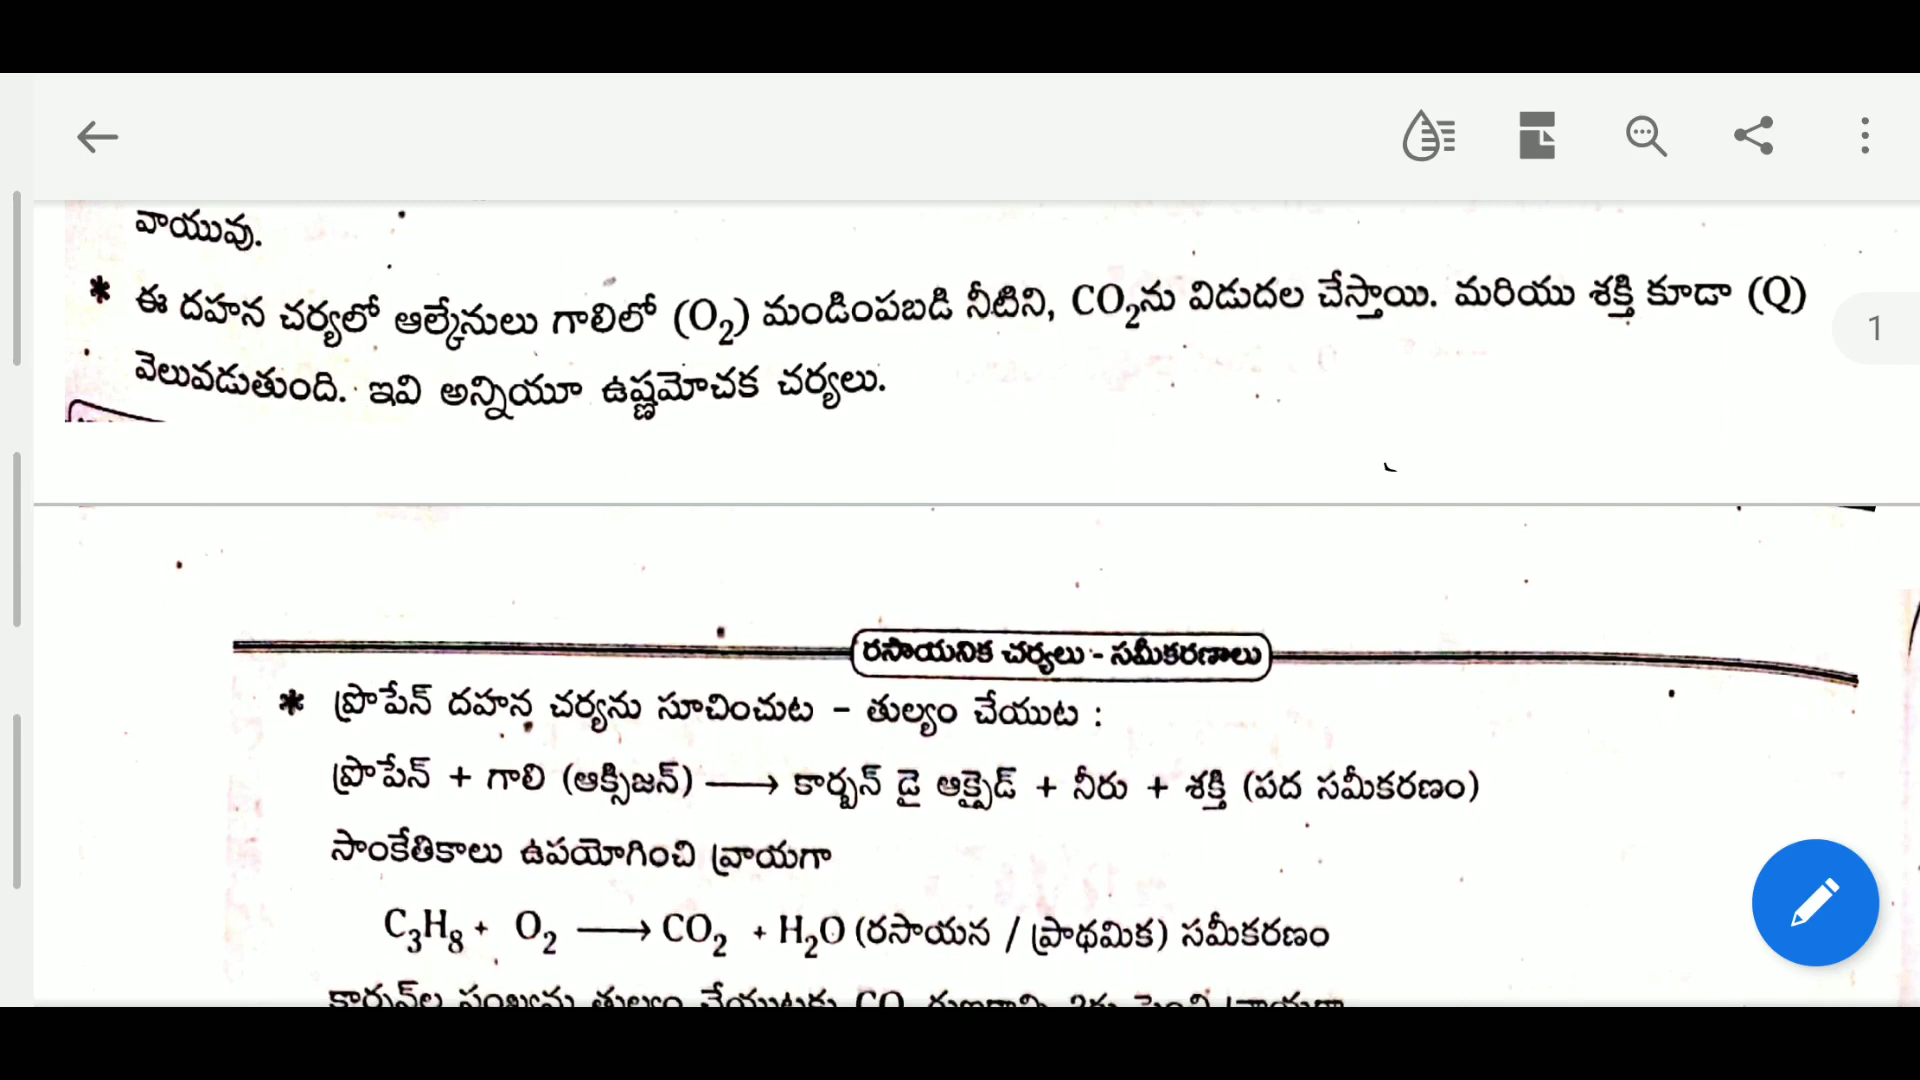 వాయువు.
* ఈ దహన చర్యలో ఆల్కేనులు గాలిలో (O₂) మండింపబడి నీటిని, CO₂ను విడుదల చేస్తాయి. మరియు శక్తి కూడా (Q)
1
వెలువడుతుంది. ఇవి అన్నియూ ఉష్ణమోచక చర్యలు.
రసాయనిక చర్యలు - సమీకరణాలు
* ప్రొపేన్ దహన చర్యను సూచించుట - తుల్యం చేయుట :
ప్రొపేన్ + గాలి (ఆక్సిజన్) ⟶ కార్బన్ డై ఆక్సైడ్ + నీరు + శక్తి (పద సమీకరణం)
సాంకేతికాలు ఉపయోగించి వ్రాయగా
C₃H₈ + O₂ ⟶ CO₂ + H₂O (రసాయన / ప్రాథమిక) సమీకరణం